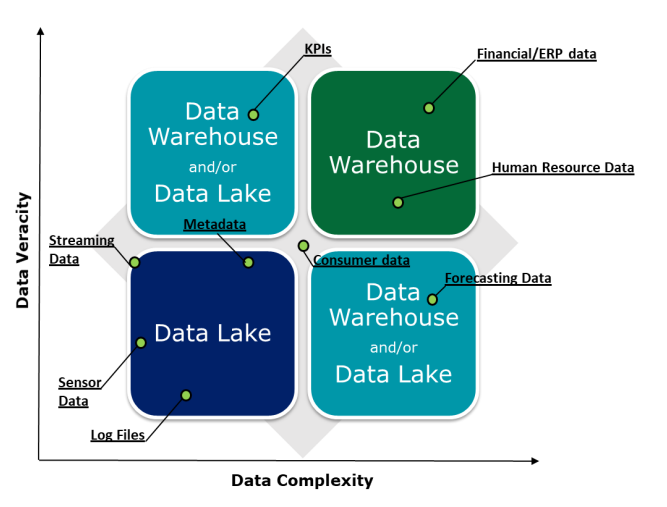 KPIs
Financial/ERP data
Data
Warehouse
and/or
Data Lake
Data
Warehouse
Human Resource Data
Metadata
Streaming
Data
Consumer data
Forecasting Data
Data Lake
Data
Warehouse
and/or
Data Lake
Sensor
Data
Log Files
Data Veracity
Data Complexity